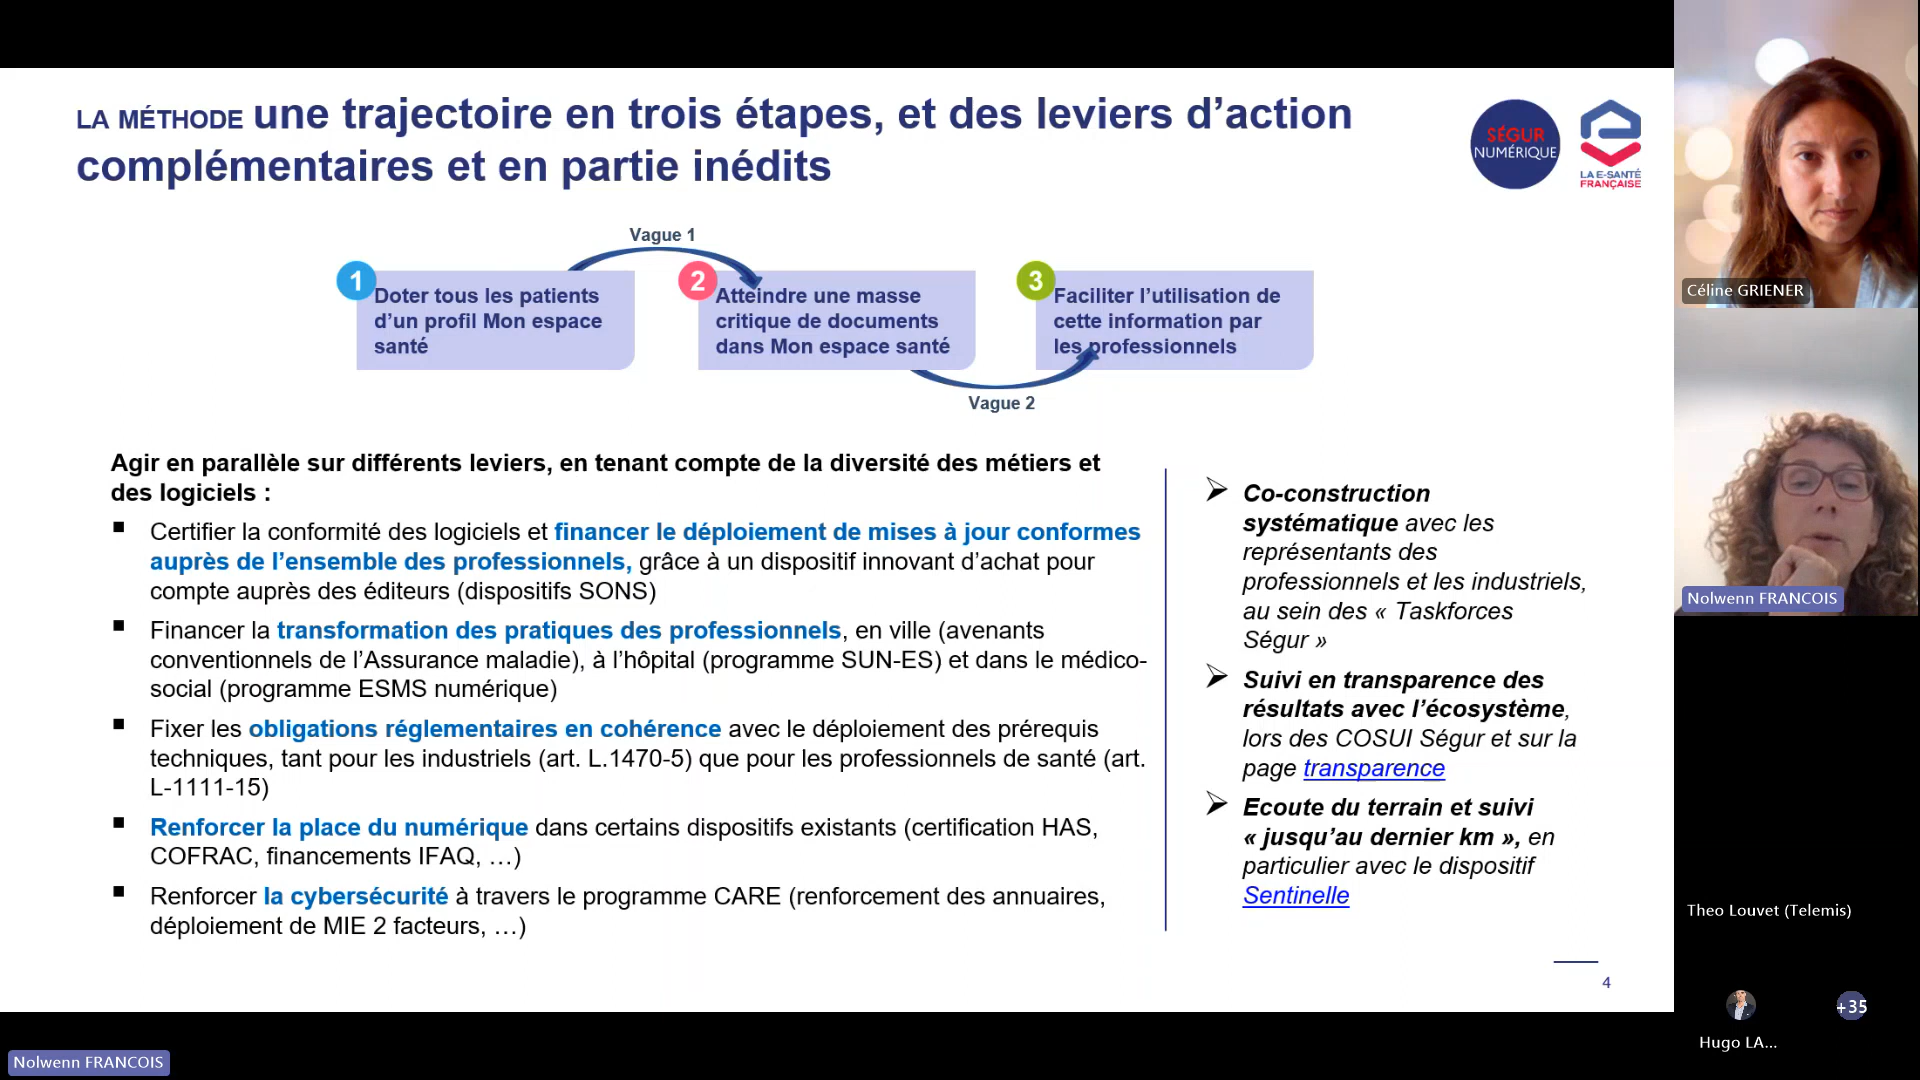 LA MÉTHODE une trajectoire en trois étapes, et des leviers d’action
complémentaires et en partie inédits
SÉGUR
NUMÉRIQUE
LA E-SANTÉ
FRANÇAISE
Vague 1
1
Doter tous les patients
d’un profil Mon espace
santé
2
Atteindre une masse
critique de documents
dans Mon espace santé
3
Faciliter l’utilisation de
cette information par
les professionnels
Vague 2
Agir en parallèle sur différents leviers, en tenant compte de la diversité des métiers et
des logiciels :
Certifier la conformité des logiciels et financer le déploiement de mises à jour conformes
auprès de l’ensemble des professionnels, grâce à un dispositif innovant d’achat pour
compte auprès des éditeurs (dispositifs SONS)
Financer la transformation des pratiques des professionnels, en ville (avenants
conventionnels de l’Assurance maladie), à l’hôpital (programme SUN-ES) et dans le médico-
social (programme ESMS numérique)
Fixer les obligations réglementaires en cohérence avec le déploiement des prérequis
techniques, tant pour les industriels (art. L.1470-5) que pour les professionnels de santé (art.
L-1111-15)
Renforcer la place du numérique dans certains dispositifs existants (certification HAS,
COFRAC, financements IFAQ, …)
Renforcer la cybersécurité à travers le programme CARE (renforcement des annuaires,
déploiement de MIE 2 facteurs, …)
Co-construction
systématique avec les
représentants des
professionnels et les industriels,
au sein des « Taskforces
Ségur »
Suivi en transparence des
résultats avec l’écosystème,
lors des COSUI Ségur et sur la
page transparence
Ecoute du terrain et suivi
« jusqu’au dernier km », en
particulier avec le dispositif
Sentinelle
4
Céline GRIENER
Nolwenn FRANCOIS
Theo Louvet (Telemis)
+35
Hugo LA...
Nolwenn FRANCOIS